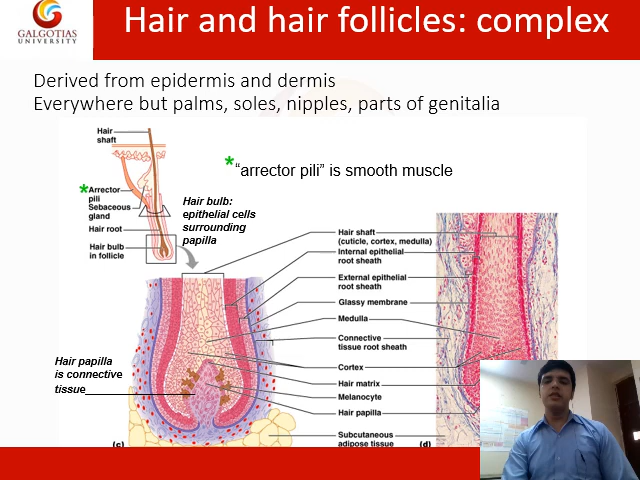 GALGOTIAS
UNIVERSITY
Hair and hair follicles: complex
Derived from epidermis and dermis
Everywhere but palms, soles, nipples, parts of genitalia
Hair
shaft
* "arrector pili" is smooth muscle
* Arrector
pili
Sebaceous
gland
Hair root
Hair bulb
in follicle
Hair bulb:
epithelial cells
surrounding
papilla
Hair shaft
(cuticle, cortex, medulla)
Internal epithelial
root sheath
External epithelial
root sheath
Glassy membrane
Medulla
Connective
tissue root sheath
Cortex
Hair matrix
Melanocyte
Hair papilla
Subcutaneous
adipose tissue
Hair papilla
is connective
tissue
(c)
(d)